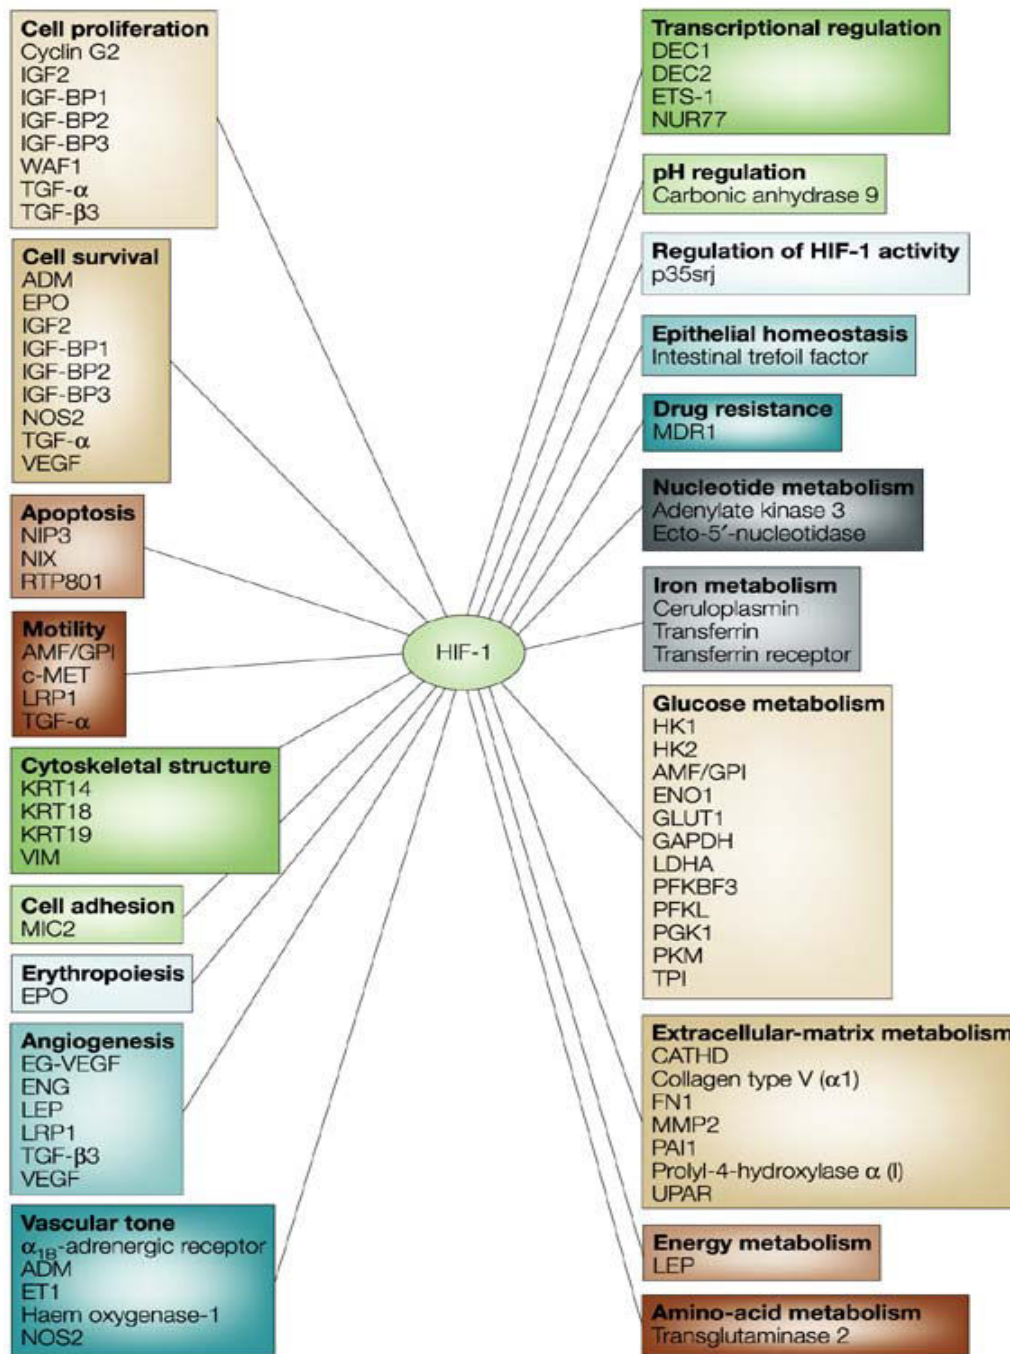 Cell proliferation
Cyclin G2
IGF2
IGF-BP1
IGF-BP2
IGF-BP3
WAF1
TGF-α
TGF-β3
Cell survival
ADM
EPO
IGF2
IGF-BP1
IGF-BP2
IGF-BP3
NOS2
TGF-α
VEGF
Apoptosis
NIP3
NIX
RTP801
Motility
AMF/GPI
c-MET
LRP1
TGF-α
Cytoskeletal structure
KRT14
KRT18
KRT19
VIM
Cell adhesion
MIC2
Erythropoiesis
EPO
Angiogenesis
EG-VEGF
ENG
LEP
LRP1
TGF-β3
VEGF
Vascular tone
α1B-adrenergic receptor
ADM
ET1
Haem oxygenase-1
NOS2
HIF-1
Transcriptional regulation
DEC1
DEC2
ETS-1
NUR77
pH regulation
Carbonic anhydrase 9
Regulation of HIF-1 activity
p35srj
Epithelial homeostasis
Intestinal trefoil factor
Drug resistance
MDR1
Nucleotide metabolism
Adenylate kinase 3
Ecto-5′-nucleotidase
Iron metabolism
Ceruloplasmin
Transferrin
Transferrin receptor
Glucose metabolism
HK1
HK2
AMF/GPI
ENO1
GLUT1
GAPDH
LDHA
PFKBF3
PFKL
PGK1
PKM
TPI
Extracellular-matrix metabolism
CATHD
Collagen type V (α1)
FN1
MMP2
PAI1
Prolyl-4-hydroxylase α (I)
UPAR
Energy metabolism
LEP
Amino-acid metabolism
Transglutaminase 2